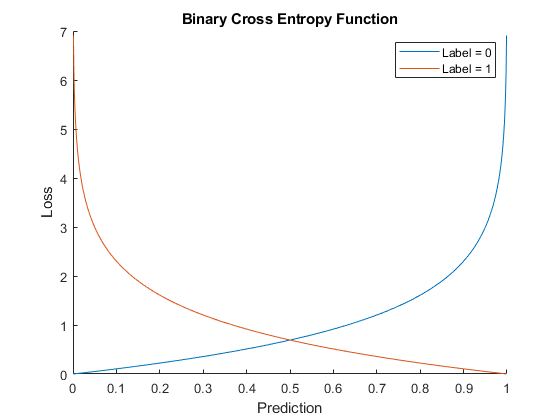 Binary Cross Entropy Function
Label = 0
Label = 1
7
6
5
4
3
2
1
0
Loss
0 0.1 0.2 0.3 0.4 0.5 0.6 0.7 0.8 0.9 1
Prediction